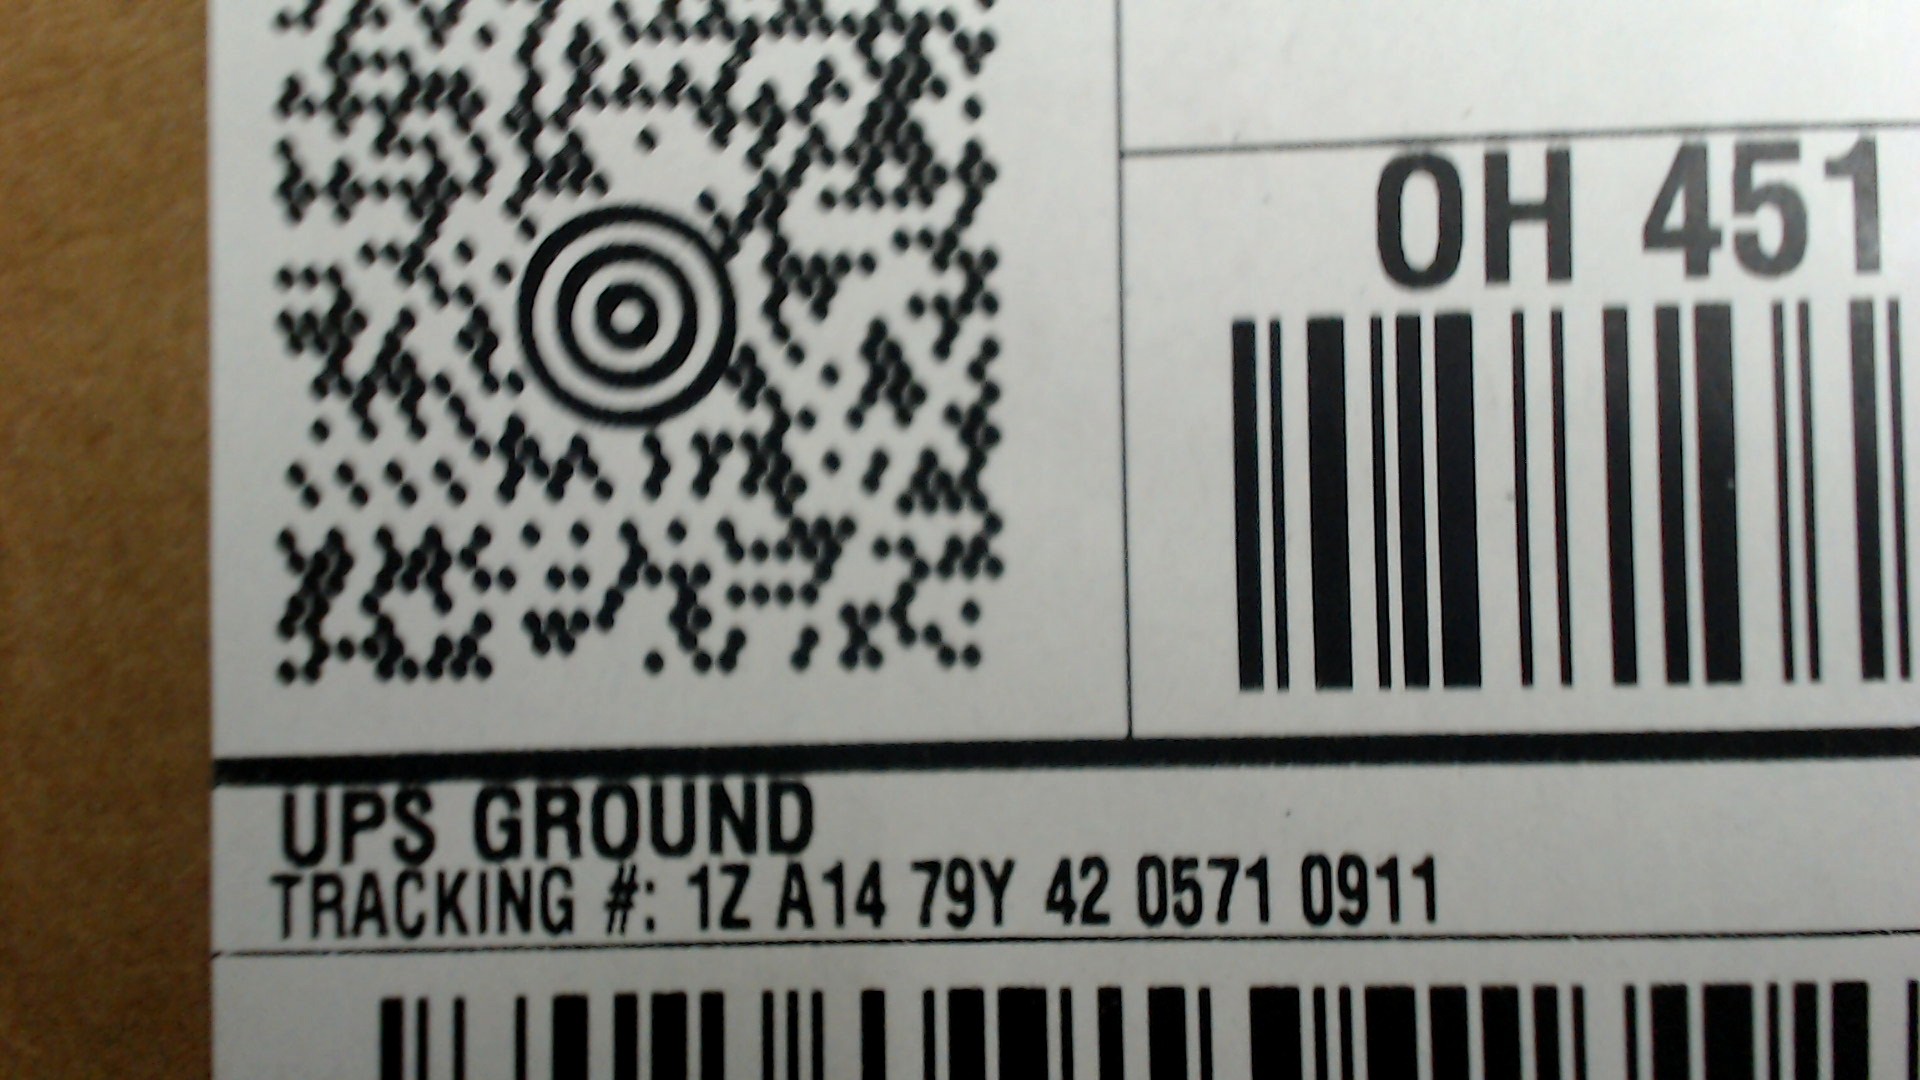 OH 451
UPS GROUND
TRACKING #: 1Z A14 79Y 42 0571 0911